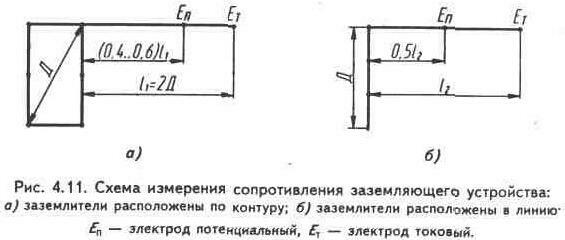 Eп Eт Eп Eт
(0,4..0,6)l₁ 0,5l₂
Д l₁=2Д Д l₂
а) б)
Рис. 4.11. Схема измерения сопротивления заземляющего устройства:
а) заземлители расположены по контуру; б) заземлители расположены в линию·
Eп — электрод потенциальный, Eт — электрод токовый.